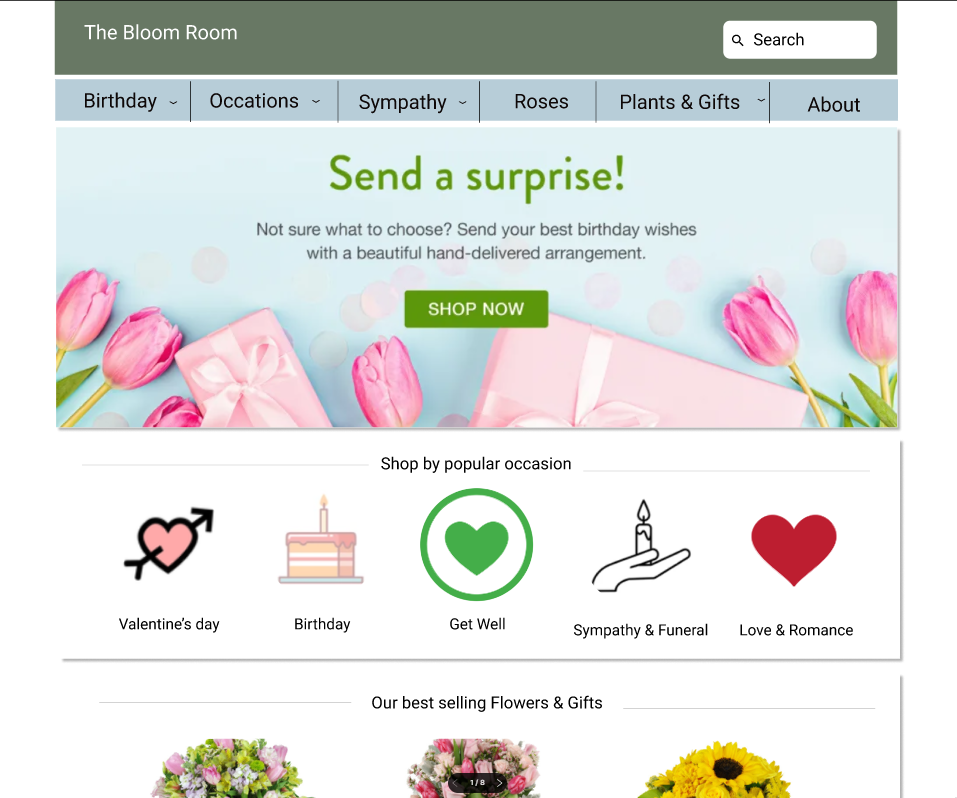 The Bloom Room
Search
Birthday
Occations
Sympathy
Roses
Plants & Gifts
About
Send a surprise!
Not sure what to choose? Send your best birthday wishes
with a beautiful hand-delivered arrangement.
SHOP NOW
Shop by popular occasion
Valentine's day
Birthday
Get Well
Sympathy & Funeral
Love & Romance
Our best selling Flowers & Gifts
1 / 8